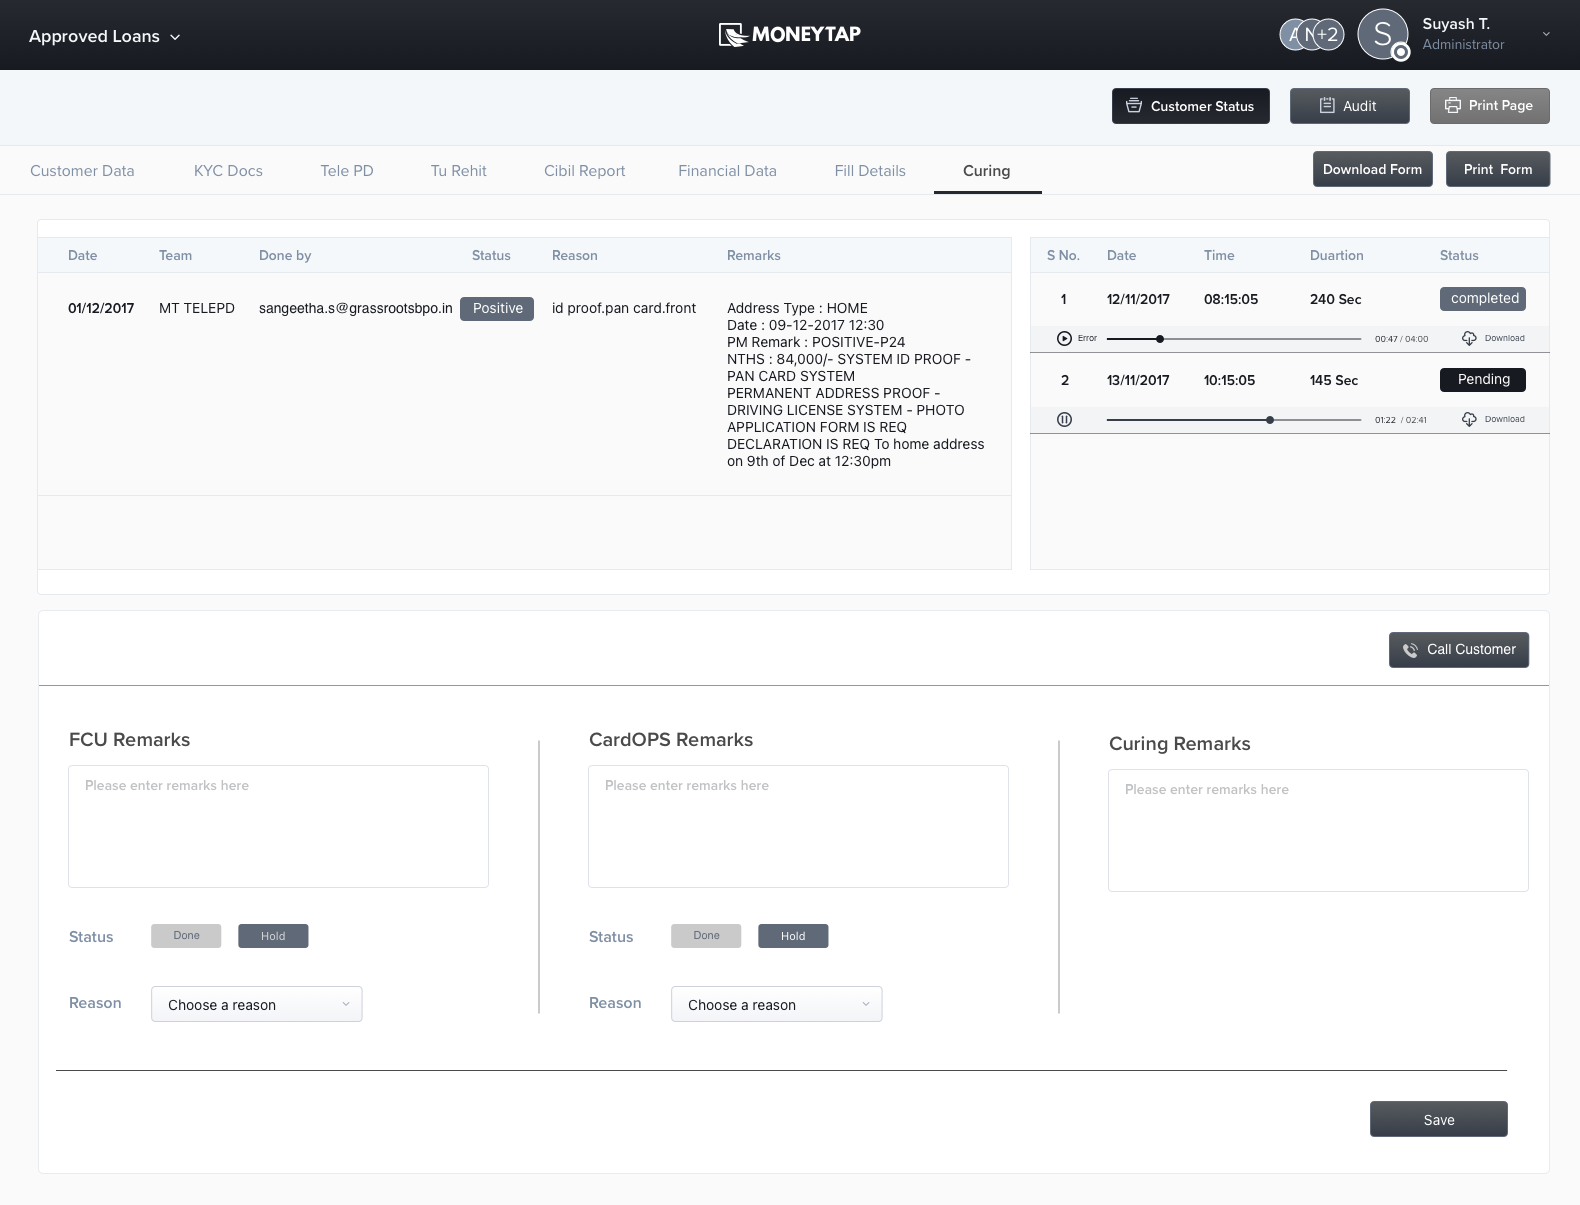 Approved Loans
MONEYTAP
A N +2
S
Suyash T.
Administrator
Customer Status
Audit
Print Page
Customer Data
KYC Docs
Tele PD
Tu Rehit
Cibil Report
Financial Data
Fill Details
Curing
Download Form
Print Form
Date Team Done by Status Reason Remarks
01/12/2017 MT TELEPD sangeetha.s@grassrootsbpo.in Positive id proof.pan card.front Address Type : HOME
Date : 09-12-2017 12:30
PM Remark : POSITIVE-P24
NTHS : 84,000/- SYSTEM ID PROOF -
PAN CARD SYSTEM
PERMANENT ADDRESS PROOF -
DRIVING LICENSE SYSTEM - PHOTO
APPLICATION FORM IS REQ
DECLARATION IS REQ To home address
on 9th of Dec at 12:30pm
S No. Date Time Duartion Status
1 12/11/2017 08:15:05 240 Sec completed
Error 00:47 / 04:00 Download
2 13/11/2017 10:15:05 145 Sec Pending
01:22 / 02:41 Download
Call Customer
FCU Remarks
Please enter remarks here
Status Done Hold
Reason Choose a reason
CardOPS Remarks
Please enter remarks here
Status Done Hold
Reason Choose a reason
Curing Remarks
Please enter remarks here
Save